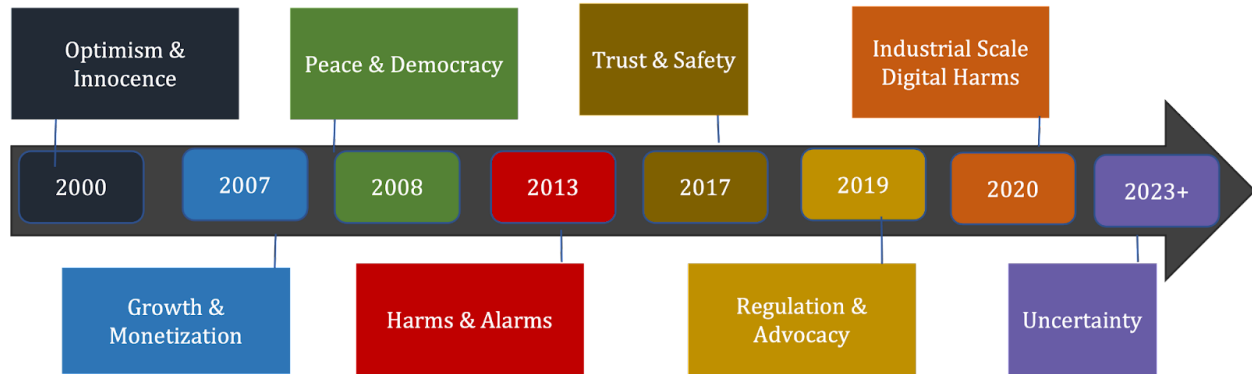 Optimism &
Innocence
Peace & Democracy
Trust & Safety
Industrial Scale
Digital Harms
2000
2007
2008
2013
2017
2019
2020
2023+
Growth &
Monetization
Harms & Alarms
Regulation &
Advocacy
Uncertainty